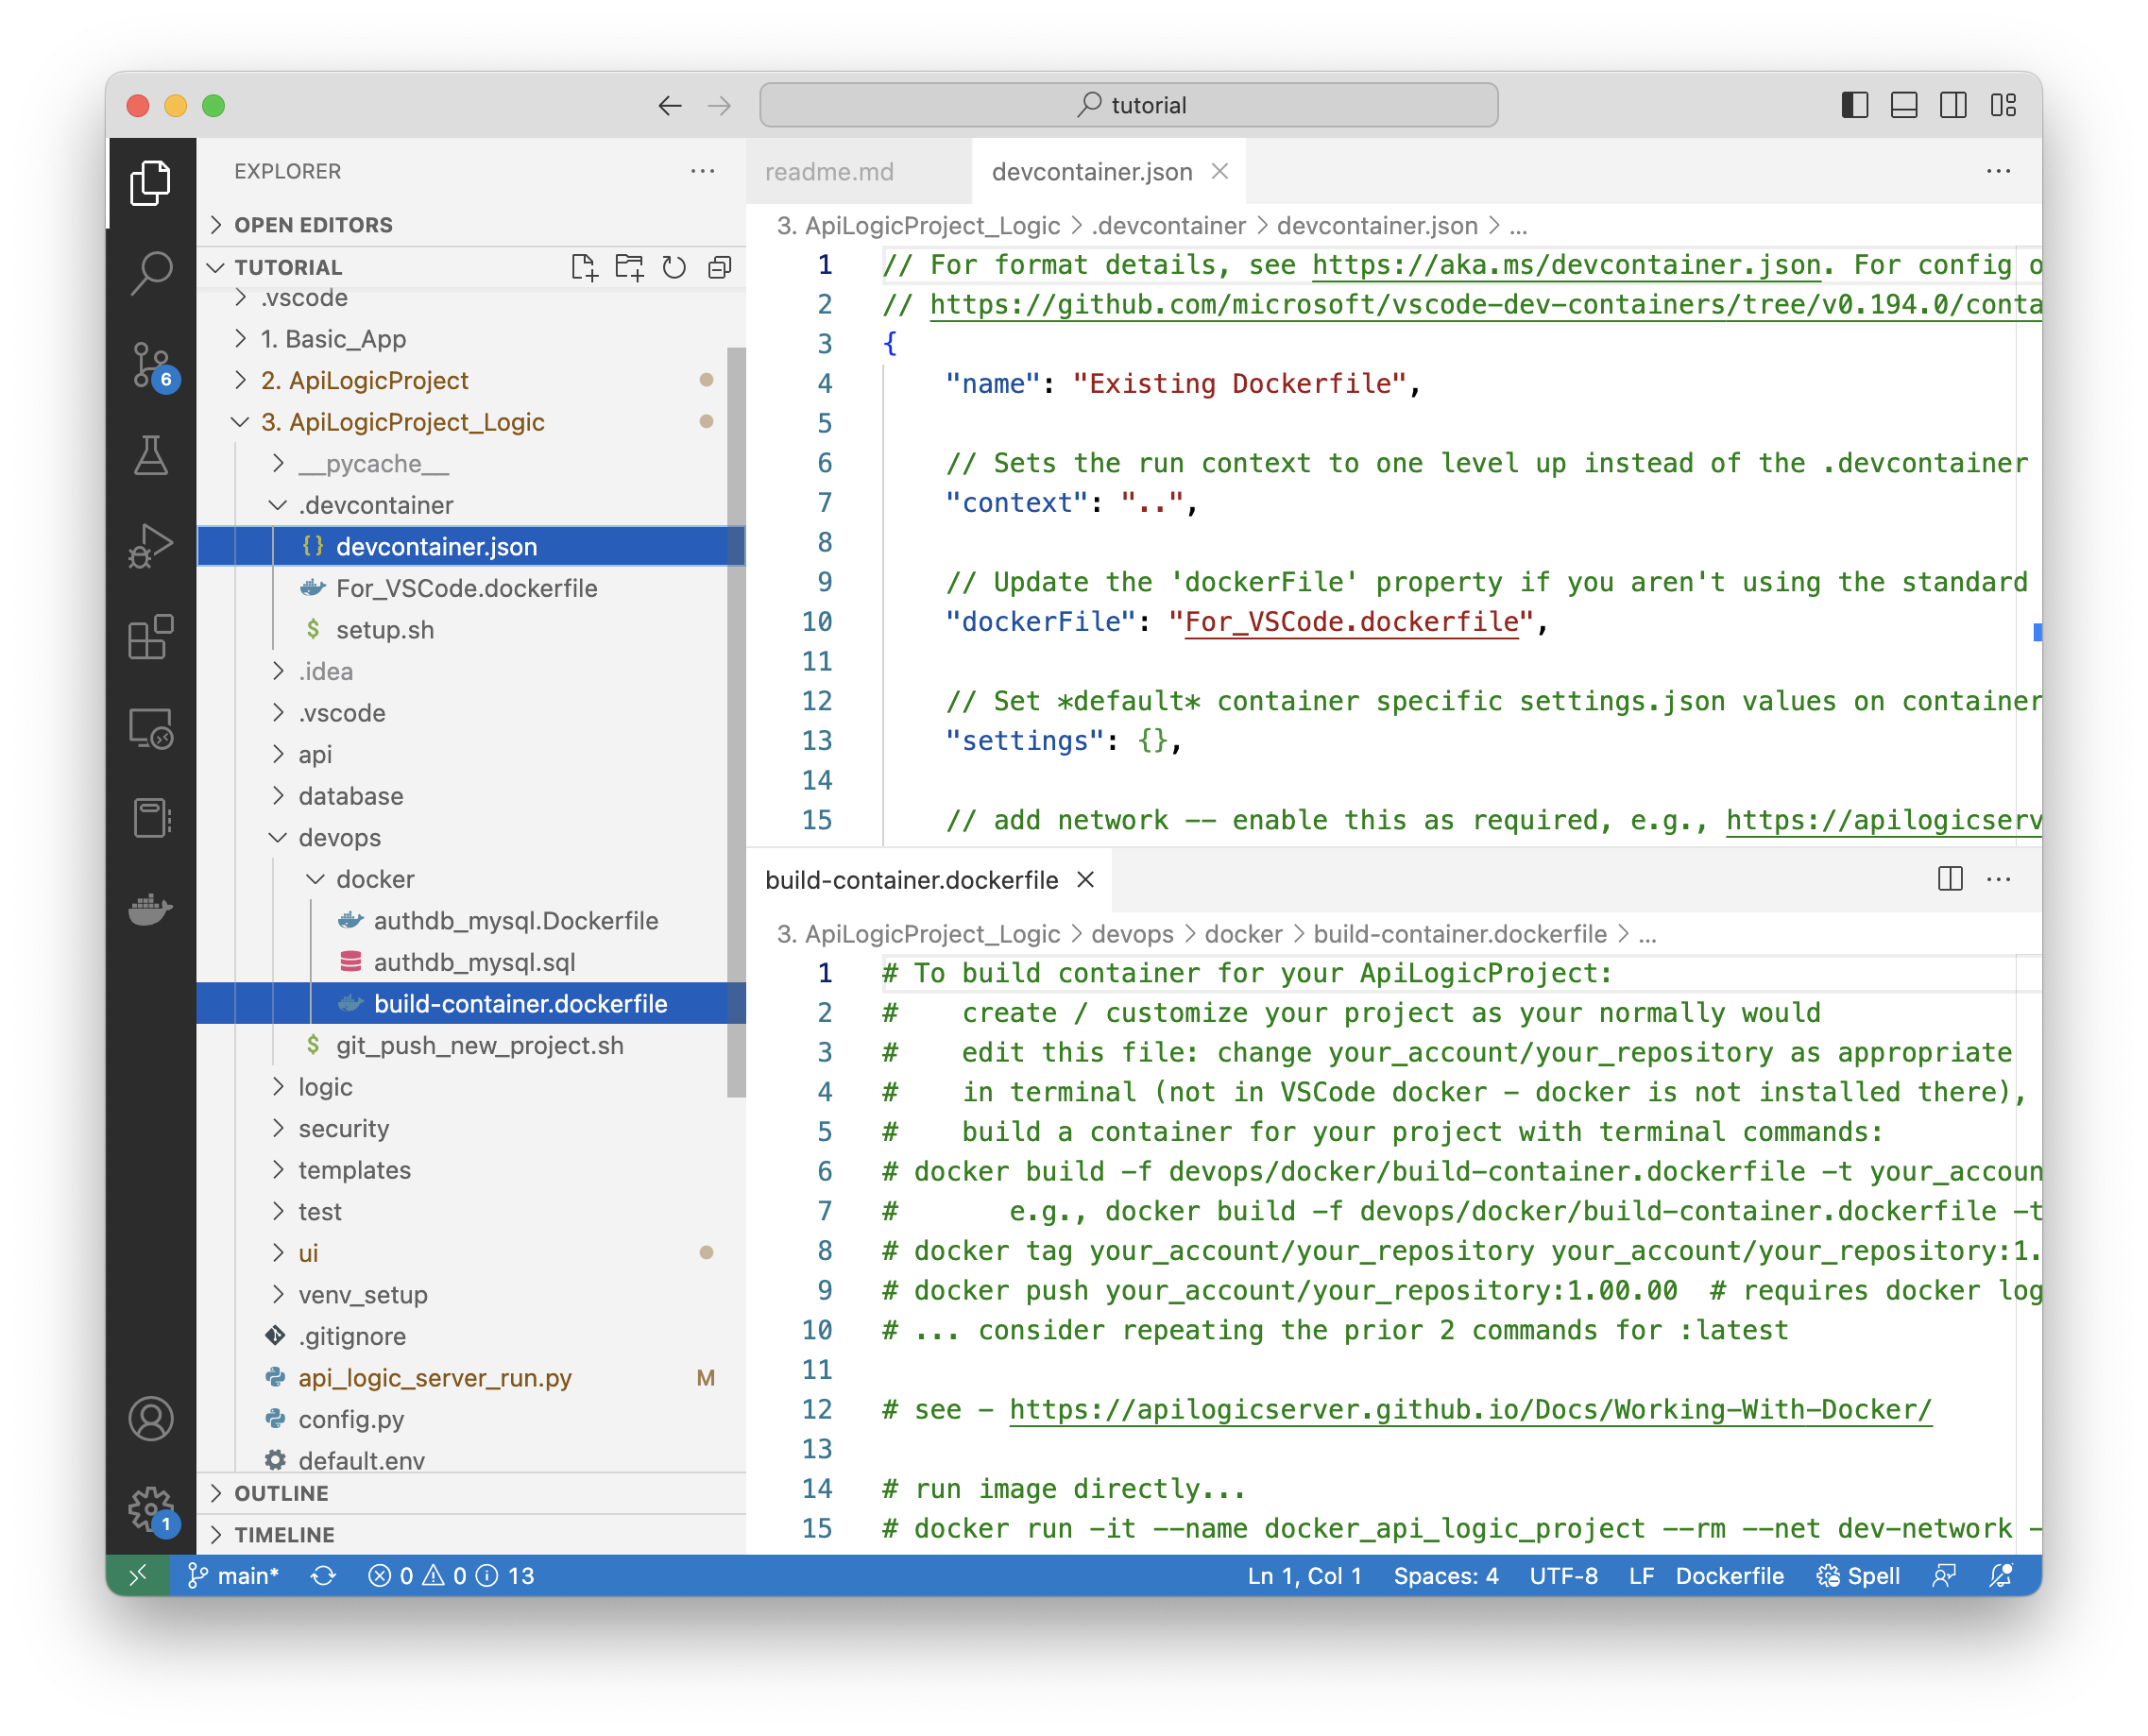 tutorial
EXPLORER
OPEN EDITORS
TUTORIAL
.vscode
1. Basic_App
2. ApiLogicProject
3. ApiLogicProject_Logic
__pycache__
.devcontainer
{} devcontainer.json
For_VSCode.dockerfile
$ setup.sh
.idea
.vscode
api
database
devops
docker
authdb_mysql.Dockerfile
authdb_mysql.sql
build-container.dockerfile
$ git_push_new_project.sh
logic
security
templates
test
ui
venv_setup
.gitignore
api_logic_server_run.py M
config.py
default.env
OUTLINE
TIMELINE
6
1
readme.md
devcontainer.json
3. ApiLogicProject_Logic > .devcontainer > devcontainer.json > ...
1 // For format details, see https://aka.ms/devcontainer.json. For config o
2 // https://github.com/microsoft/vscode-dev-containers/tree/v0.194.0/conta
3 {
4 "name": "Existing Dockerfile",
5
6 // Sets the run context to one level up instead of the .devcontainer
7 "context": "..",
8
9 // Update the 'dockerFile' property if you aren't using the standard
10 "dockerFile": "For_VSCode.dockerfile",
11
12 // Set *default* container specific settings.json values on container
13 "settings": {},
14
15 // add network -- enable this as required, e.g., https://apilogicserv
build-container.dockerfile
3. ApiLogicProject_Logic > devops > docker > build-container.dockerfile > ...
1 # To build container for your ApiLogicProject:
2 # create / customize your project as your normally would
3 # edit this file: change your_account/your_repository as appropriate
4 # in terminal (not in VSCode docker - docker is not installed there),
5 # build a container for your project with terminal commands:
6 # docker build -f devops/docker/build-container.dockerfile -t your_accoun
7 # e.g., docker build -f devops/docker/build-container.dockerfile -t
8 # docker tag your_account/your_repository your_account/your_repository:1.
9 # docker push your_account/your_repository:1.00.00 # requires docker log
10 # ... consider repeating the prior 2 commands for :latest
11
12 # see - https://apilogicserver.github.io/Docs/Working-With-Docker/
13
14 # run image directly...
15 # docker run -it --name docker_api_logic_project --rm --net dev-network -
main* 0 0 13 Ln 1, Col 1 Spaces: 4 UTF-8 LF Dockerfile Spell